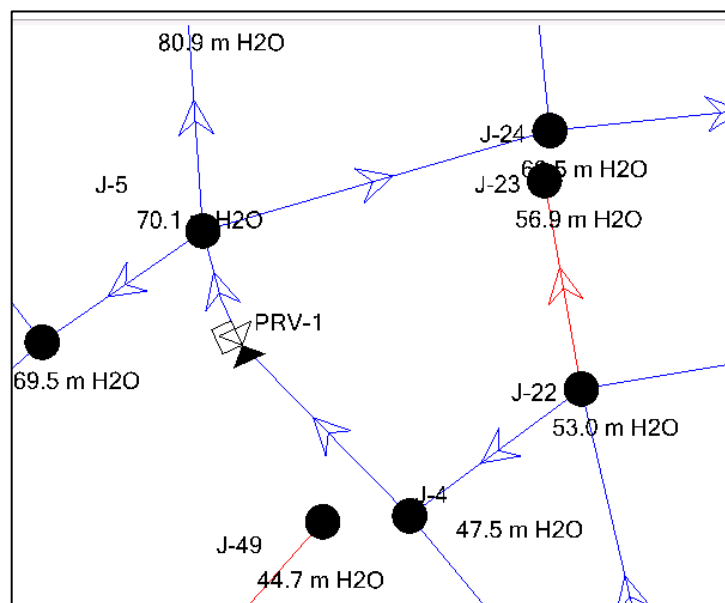 80.9 m H2O
J-24
J-5
J-23
56.9 m H2O
70.1 m H2O
PRV-1
69.5 m H2O
J-22
53.0 m H2O
J-4
47.5 m H2O
J-49
44.7 m H2O